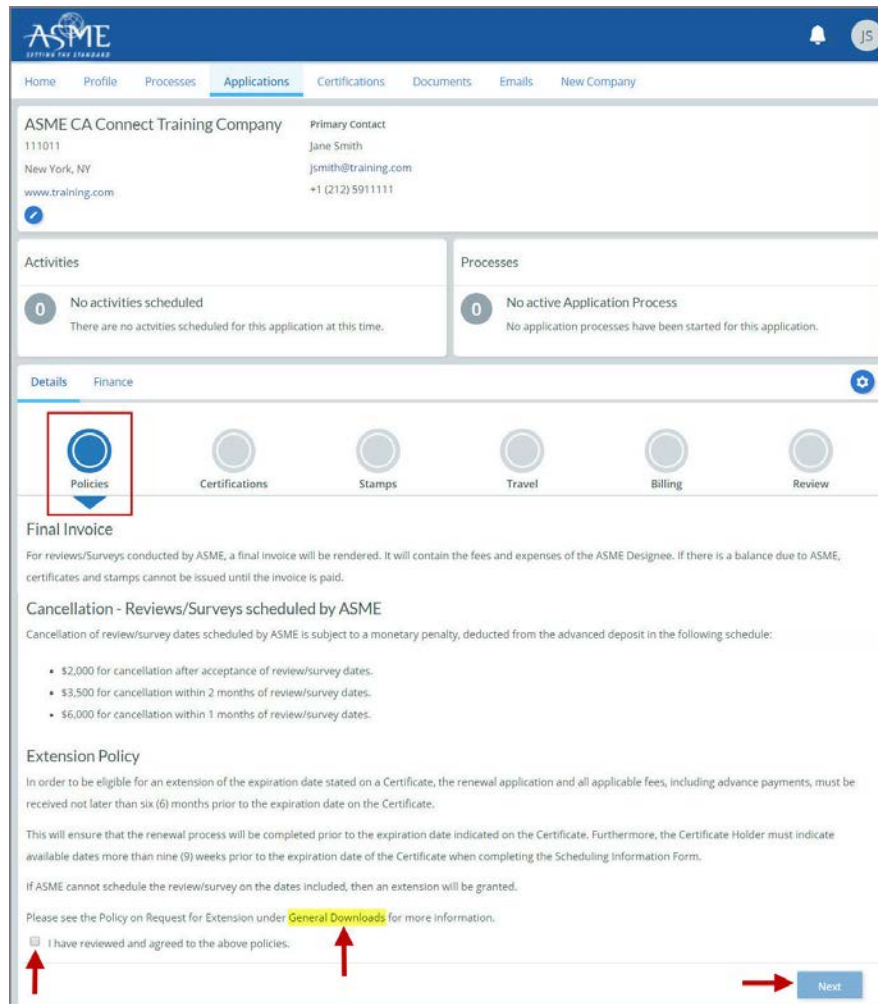 ASME
SETTING THE STANDARD
JS
Home Profile Processes Applications Certifications Documents Emails New Company
ASME CA Connect Training Company
111011
New York, NY
www.training.com
Primary Contact
Jane Smith
jsmith@training.com
+1 (212) 5911111
Activities
0
No activities scheduled
There are no actvities scheduled for this application at this time.
Processes
0
No active Application Process
No application processes have been started for this application.
Details Finance
Policies Certifications Stamps Travel Billing Review
Final Invoice
For reviews/Surveys conducted by ASME, a final invoice will be rendered. It will contain the fees and expenses of the ASME Designee. If there is a balance due to ASME,
certificates and stamps cannot be issued until the invoice is paid.
Cancellation - Reviews/Surveys scheduled by ASME
Cancellation of review/survey dates scheduled by ASME is subject to a monetary penalty, deducted from the advanced deposit in the following schedule:
• $2,000 for cancellation after acceptance of review/survey dates.
• $3,500 for cancellation within 2 months of review/survey dates.
• $6,000 for cancellation within 1 months of review/survey dates.
Extension Policy
In order to be eligible for an extension of the expiration date stated on a Certificate, the renewal application and all applicable fees, including advance payments, must be
received not later than six (6) months prior to the expiration date on the Certificate.
This will ensure that the renewal process will be completed prior to the expiration date indicated on the Certificate. Furthermore, the Certificate Holder must indicate
available dates more than nine (9) weeks prior to the expiration date of the Certificate when completing the Scheduling Information Form.
If ASME cannot schedule the review/survey on the dates included, then an extension will be granted.
Please see the Policy on Request for Extension under General Downloads for more information.
I have reviewed and agreed to the above policies.
Next